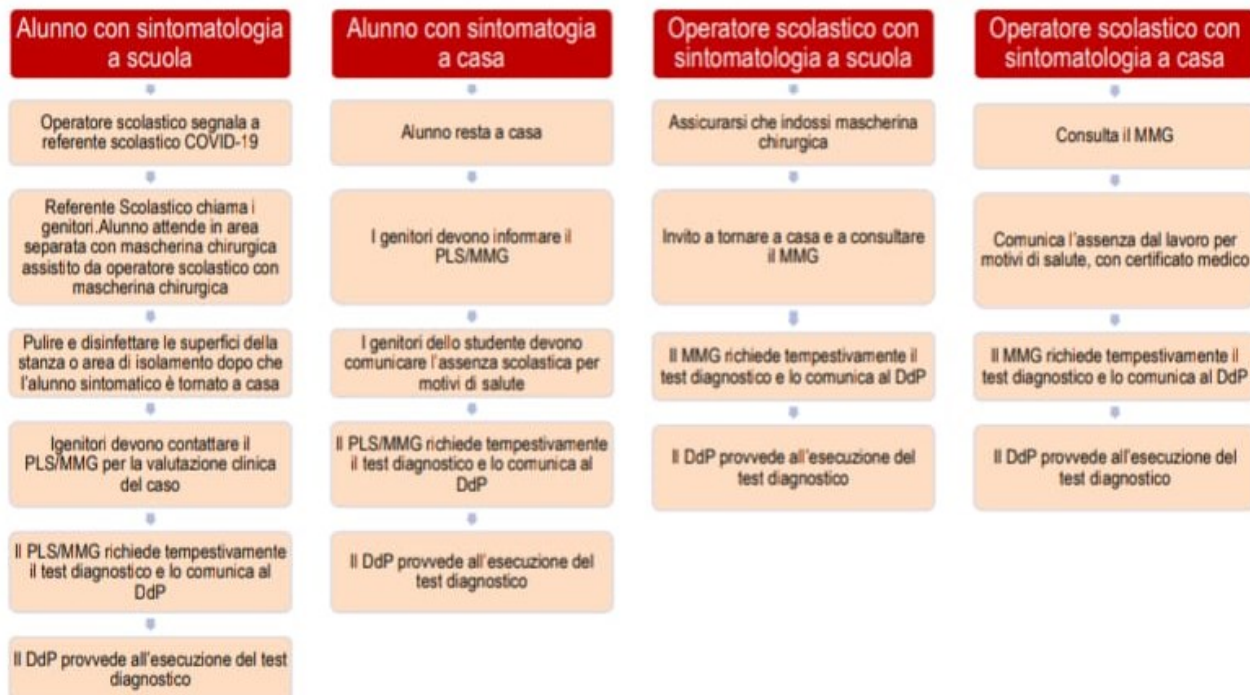 Alunno con sintomatologia
a scuola
Operatore scolastico segnala a
referente scolastico COVID-19
Referente Scolastico chiama i
genitori.Alunno attende in area
separata con mascherina chirurgica
assistito da operatore scolastico con
mascherina chirurgica
Pulire e disinfettare le superfici della
stanza o area di isolamento dopo che
l'alunno sintomatico è tornato a casa
Igenitori devono contattare il
PLS/MMG per la valutazione clinica
del caso
Il PLS/MMG richiede tempestivamente
il test diagnostico e lo comunica al
DdP
Il DdP provvede all'esecuzione del test
diagnostico
Alunno con sintomatogia
a casa
Alunno resta a casa
I genitori devono informare il
PLS/MMG
I genitori dello studente devono
comunicare l'assenza scolastica per
motivi di salute
Il PLS/MMG richiede tempestivamente
il test diagnostico e lo comunica al
DdP
Il DdP provvede all'esecuzione del
test diagnostico
Operatore scolastico con
sintomatologia a scuola
Assicurarsi che indossi mascherina
chirurgica
Invito a tornare a casa e a consultare
il MMG
Il MMG richiede tempestivamente il
test diagnostico e lo comunica al DdP
Il DdP provvede all'esecuzione del
test diagnostico
Operatore scolastico con
sintomatologia a casa
Consulta il MMG
Comunica l'assenza dal lavoro per
motivi di salute, con certificato medico
Il MMG richiede tempestivamente il
test diagnostico e lo comunica al DdP
Il DdP provvede all'esecuzione del
test diagnostico